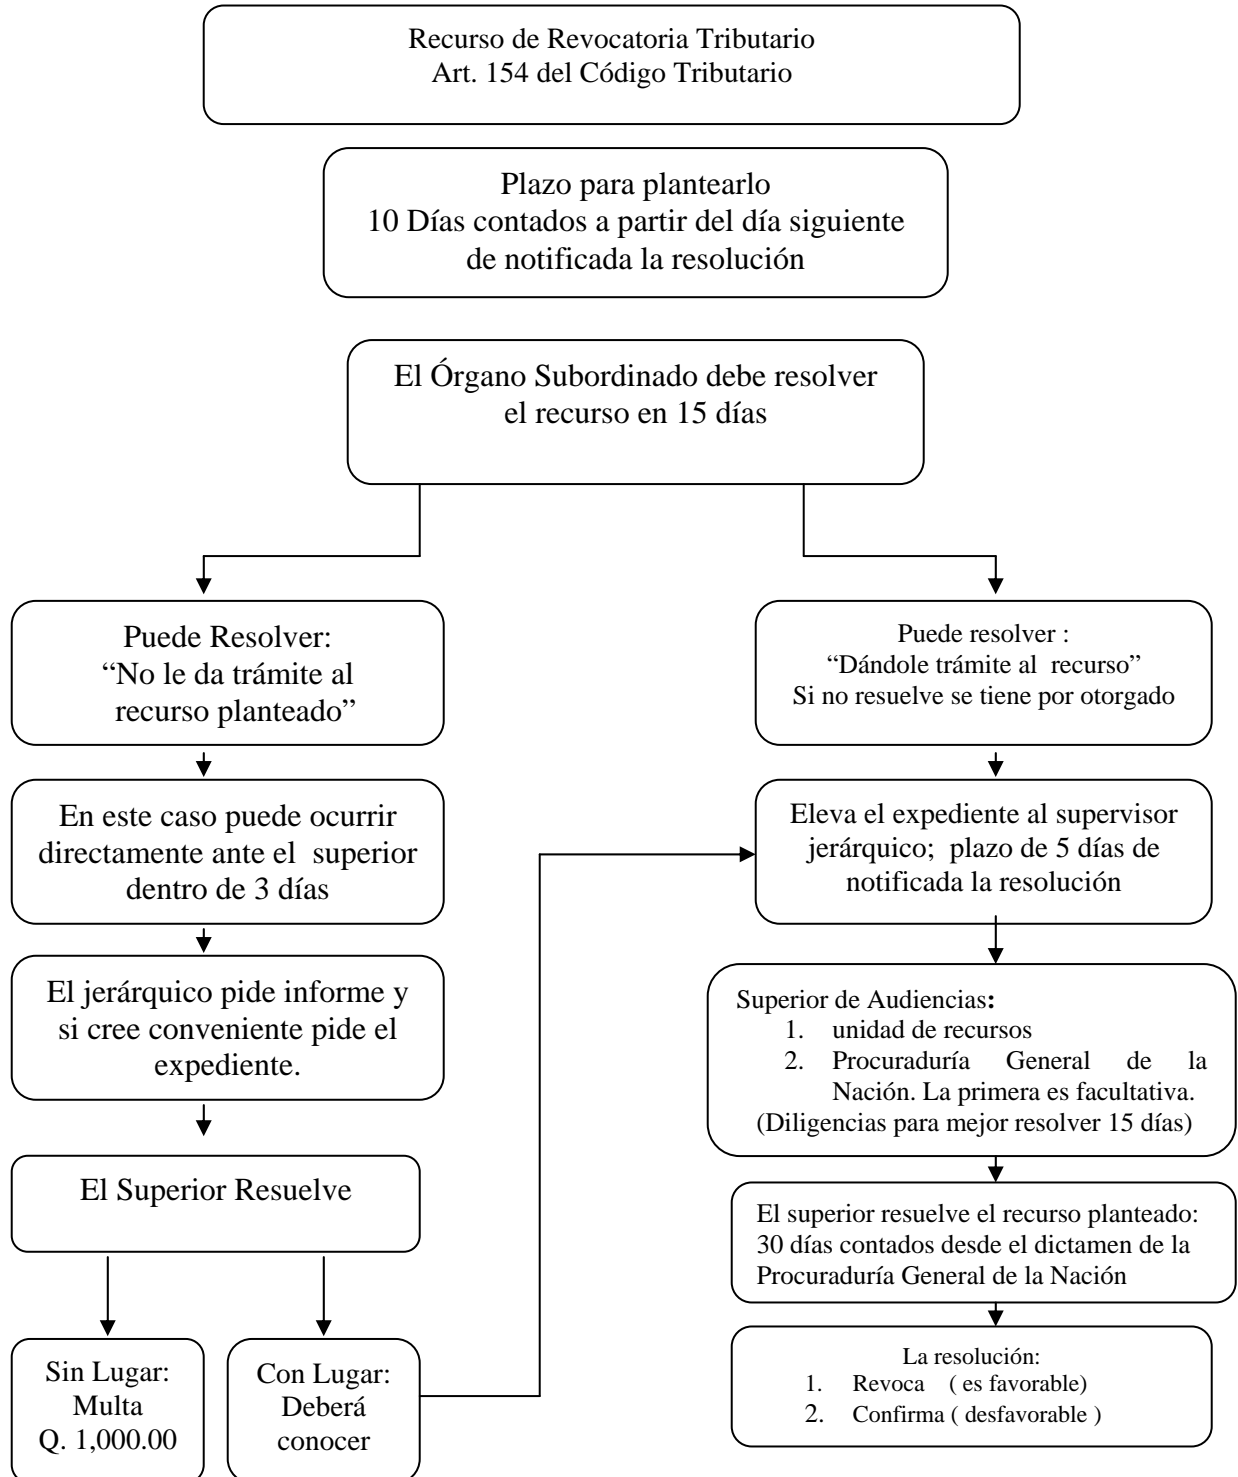 Recurso de Revocatoria Tributario
Art. 154 del Código Tributario
Plazo para plantearlo
10 Días contados a partir del día siguiente
de notificada la resolución
El Órgano Subordinado debe resolver
el recurso en 15 días
Puede Resolver:
“No le da trámite al
recurso planteado”
En este caso puede ocurrir
directamente ante el superior
dentro de 3 días
El jerárquico pide informe y
si cree conveniente pide el
expediente.
El Superior Resuelve
Sin Lugar:
Multa
Q. 1,000.00
Con Lugar:
Deberá
conocer
Puede resolver :
“Dándole trámite al recurso”
Si no resuelve se tiene por otorgado
Eleva el expediente al supervisor
jerárquico; plazo de 5 días de
notificada la resolución
Superior de Audiencias:
1. unidad de recursos
2. Procuraduría General de la
Nación. La primera es facultativa.
(Diligencias para mejor resolver 15 días)
El superior resuelve el recurso planteado:
30 días contados desde el dictamen de la
Procuraduría General de la Nación
La resolución:
1. Revoca ( es favorable)
2. Confirma ( desfavorable )